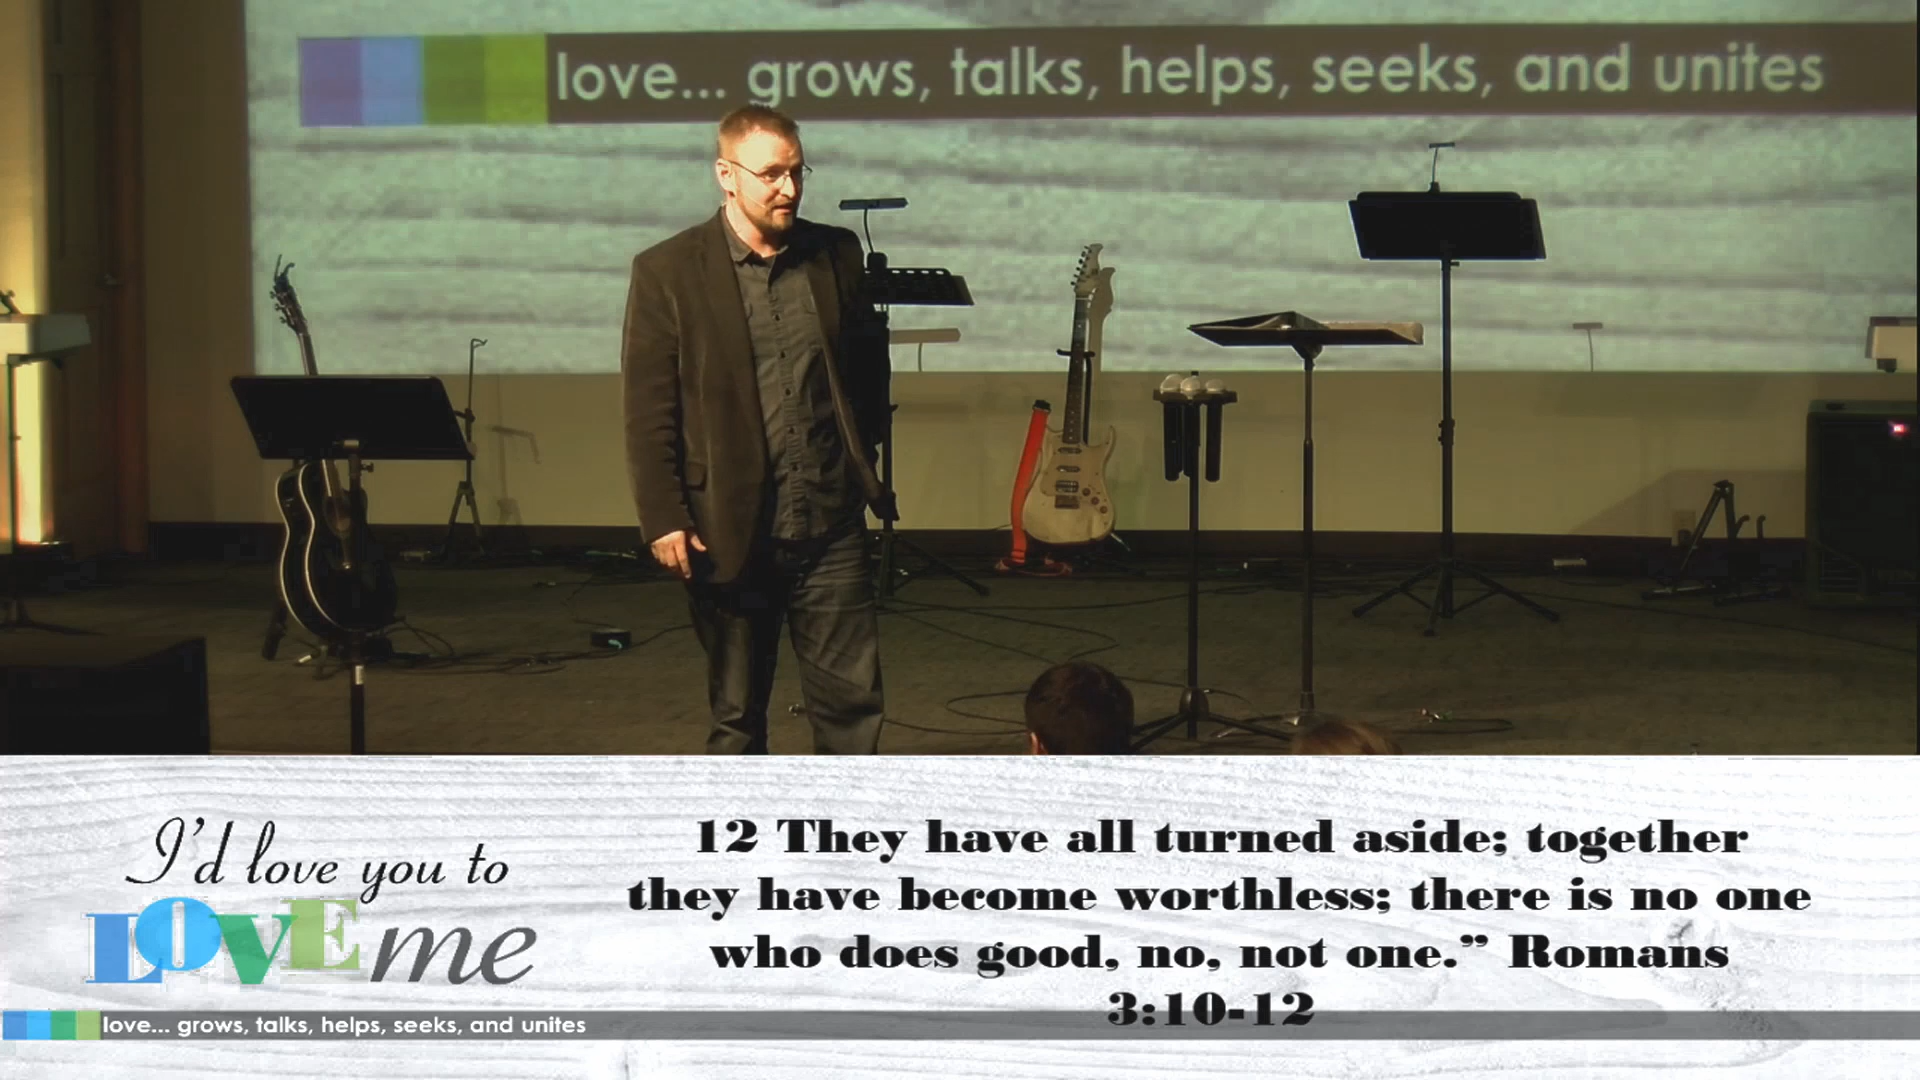 love... grows, talks, helps, seeks, and unites
I'd love you to
LOVE me
12 They have all turned aside; together
they have become worthless; there is no one
who does good, no, not one.” Romans
3:10-12
love... grows, talks, helps, seeks, and unites